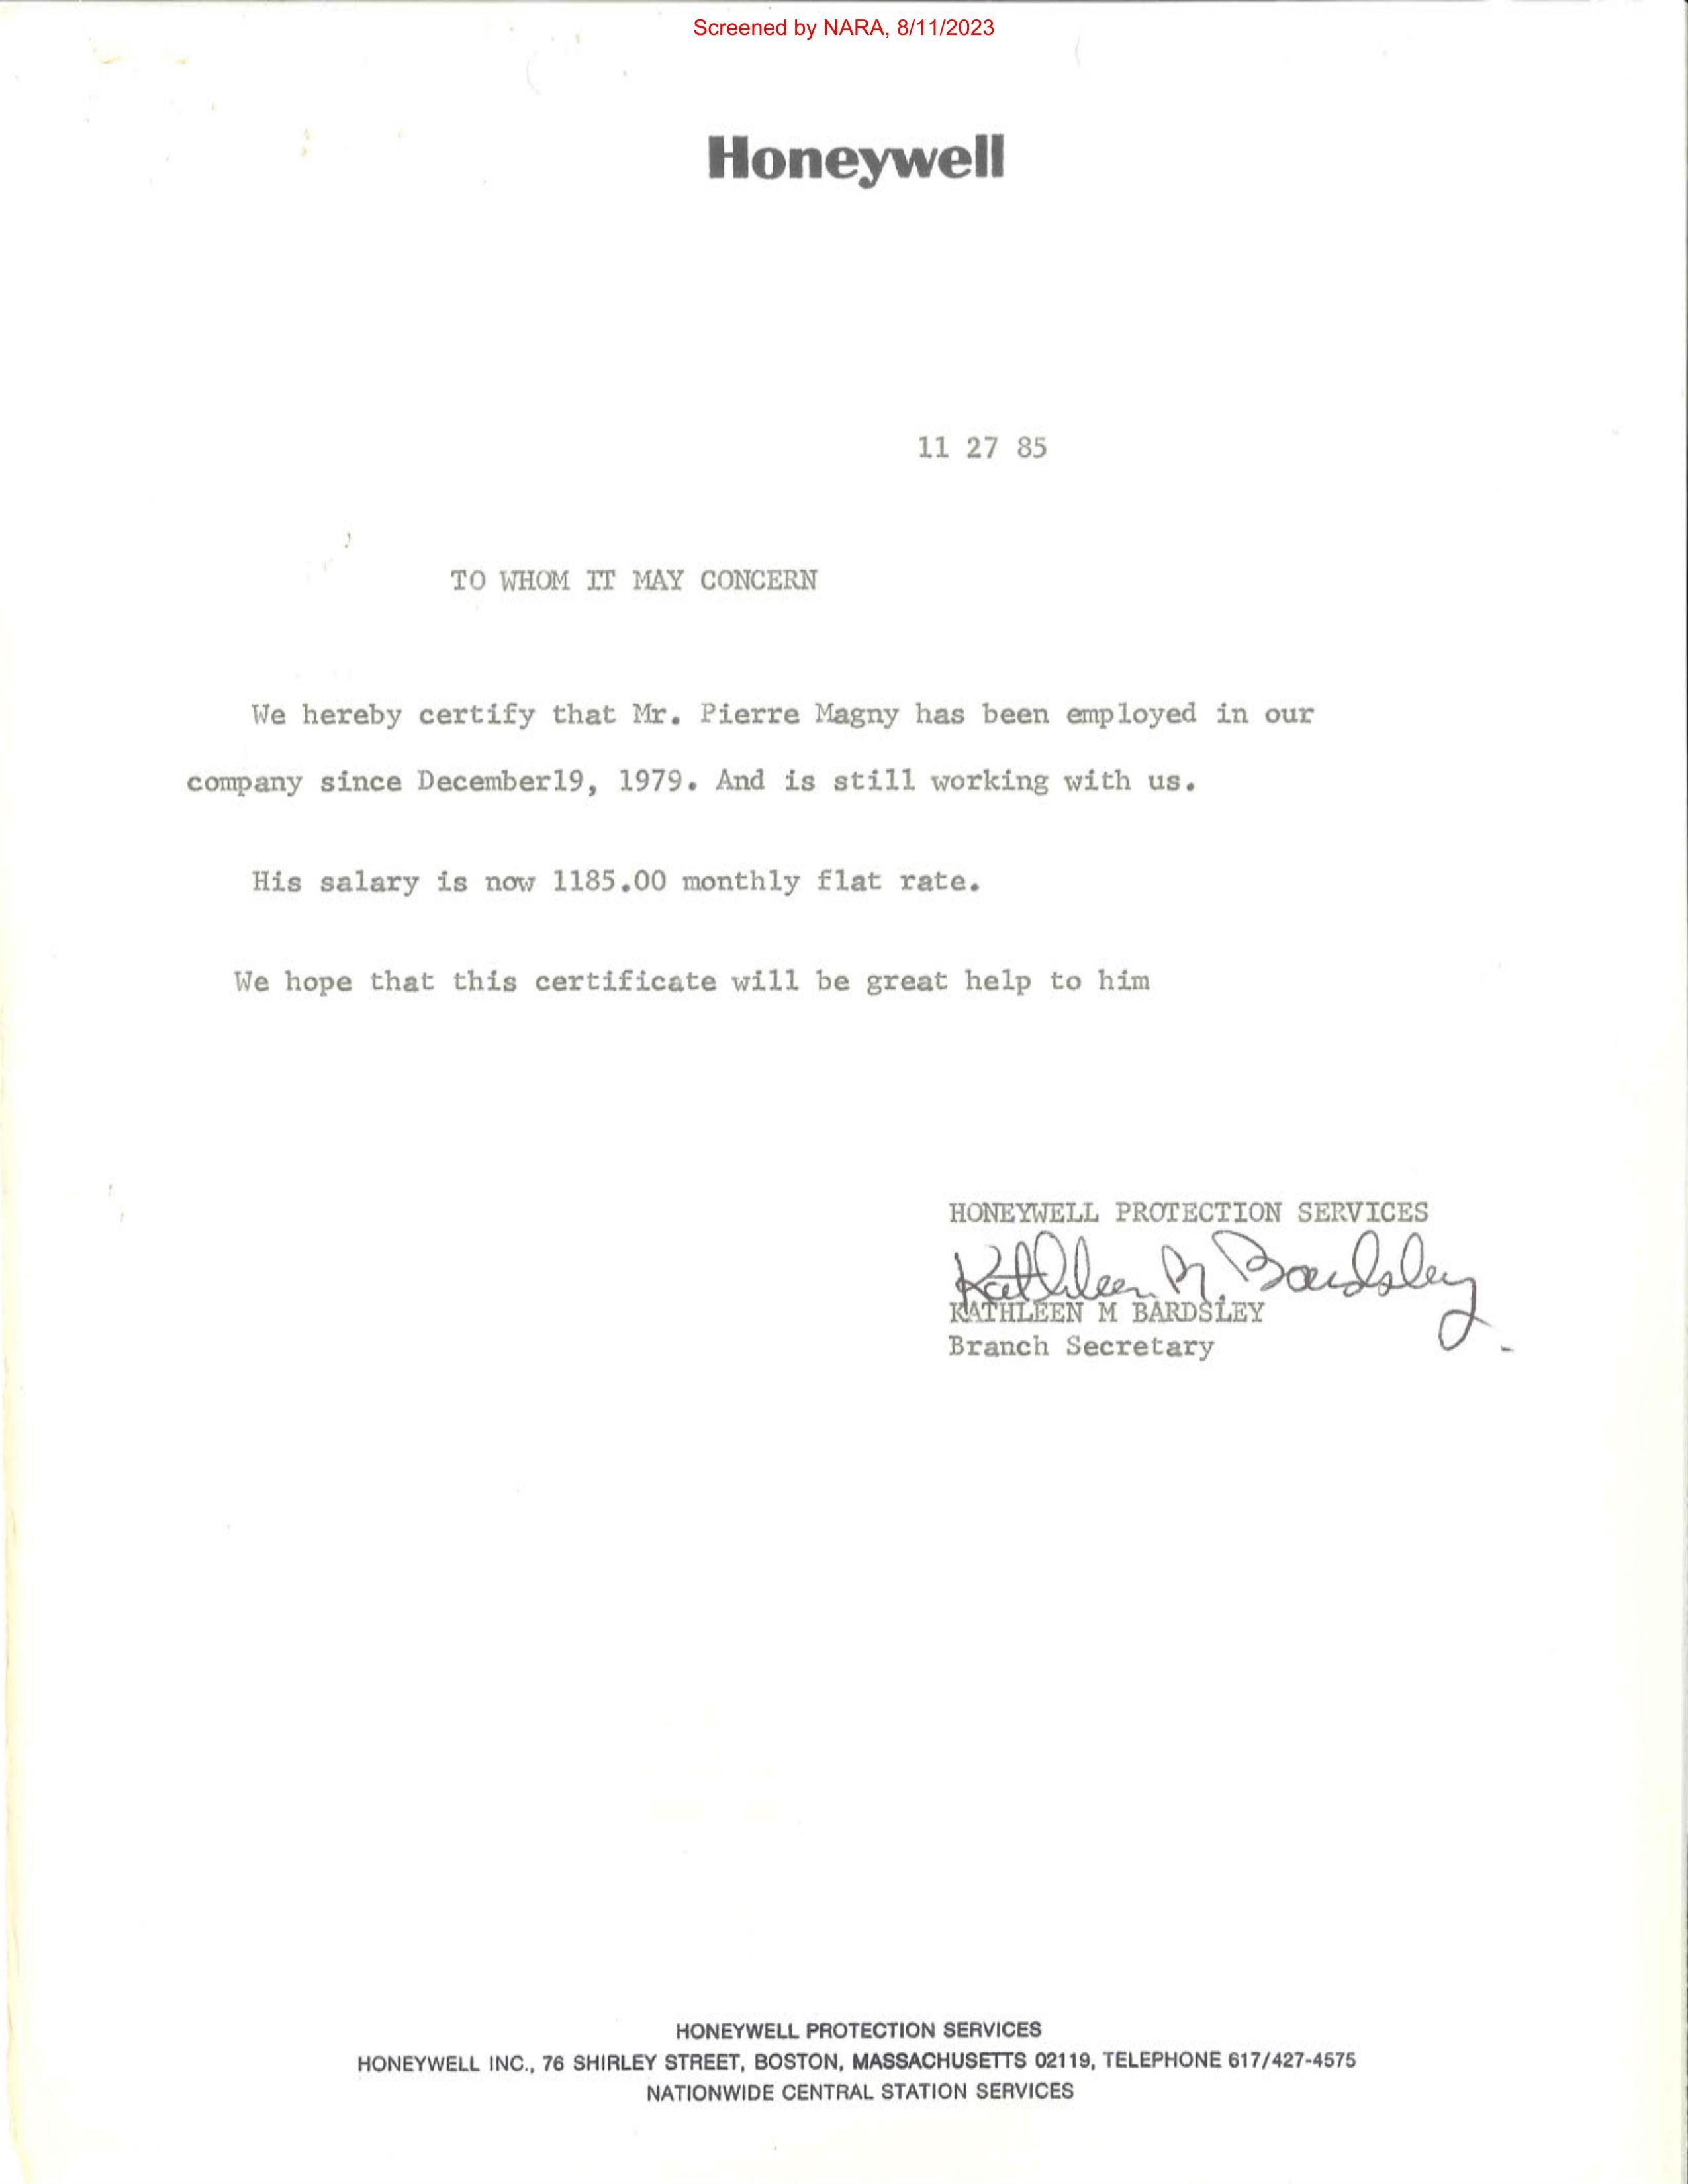 Screened by NARA, 8/11/2023
Honeywell
11 27 85
TO WHOM IT MAY CONCERN
We hereby certify that Mr. Pierre Magny has been employed in our
company since December19, 1979. And is still working with us.
His salary is now 1185.00 monthly flat rate.
We hope that this certificate will be great help to him
HONEYWELL PROTECTION SERVICES
Kathleen M. Bardsley
KATHLEEN M BARDSLEY
Branch Secretary
HONEYWELL PROTECTION SERVICES
HONEYWELL INC., 76 SHIRLEY STREET, BOSTON, MASSACHUSETTS 02119, TELEPHONE 617/427-4575
NATIONWIDE CENTRAL STATION SERVICES